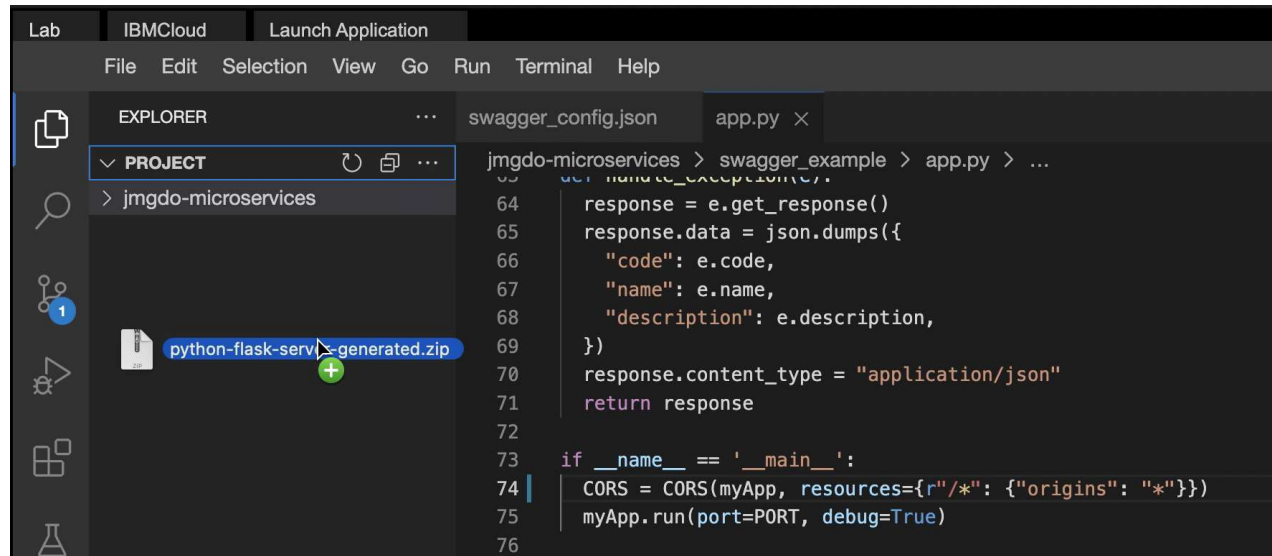 Lab IBMCloud Launch Application
File Edit Selection View Go Run Terminal Help
EXPLORER ...
PROJECT ...
jmgdo-microservices
python-flask-server-generated.zip
ZIP
1
swagger_config.json app.py ×
jmgdo-microservices > swagger_example > app.py > ...
63 def handle_exception(e):
64 response = e.get_response()
65 response.data = json.dumps({
66 "code": e.code,
67 "name": e.name,
68 "description": e.description,
69 })
70 response.content_type = "application/json"
71 return response
72
73 if __name__ == '__main__':
74 CORS = CORS(myApp, resources={r"/*": {"origins": "*"}})
75 myApp.run(port=PORT, debug=True)
76